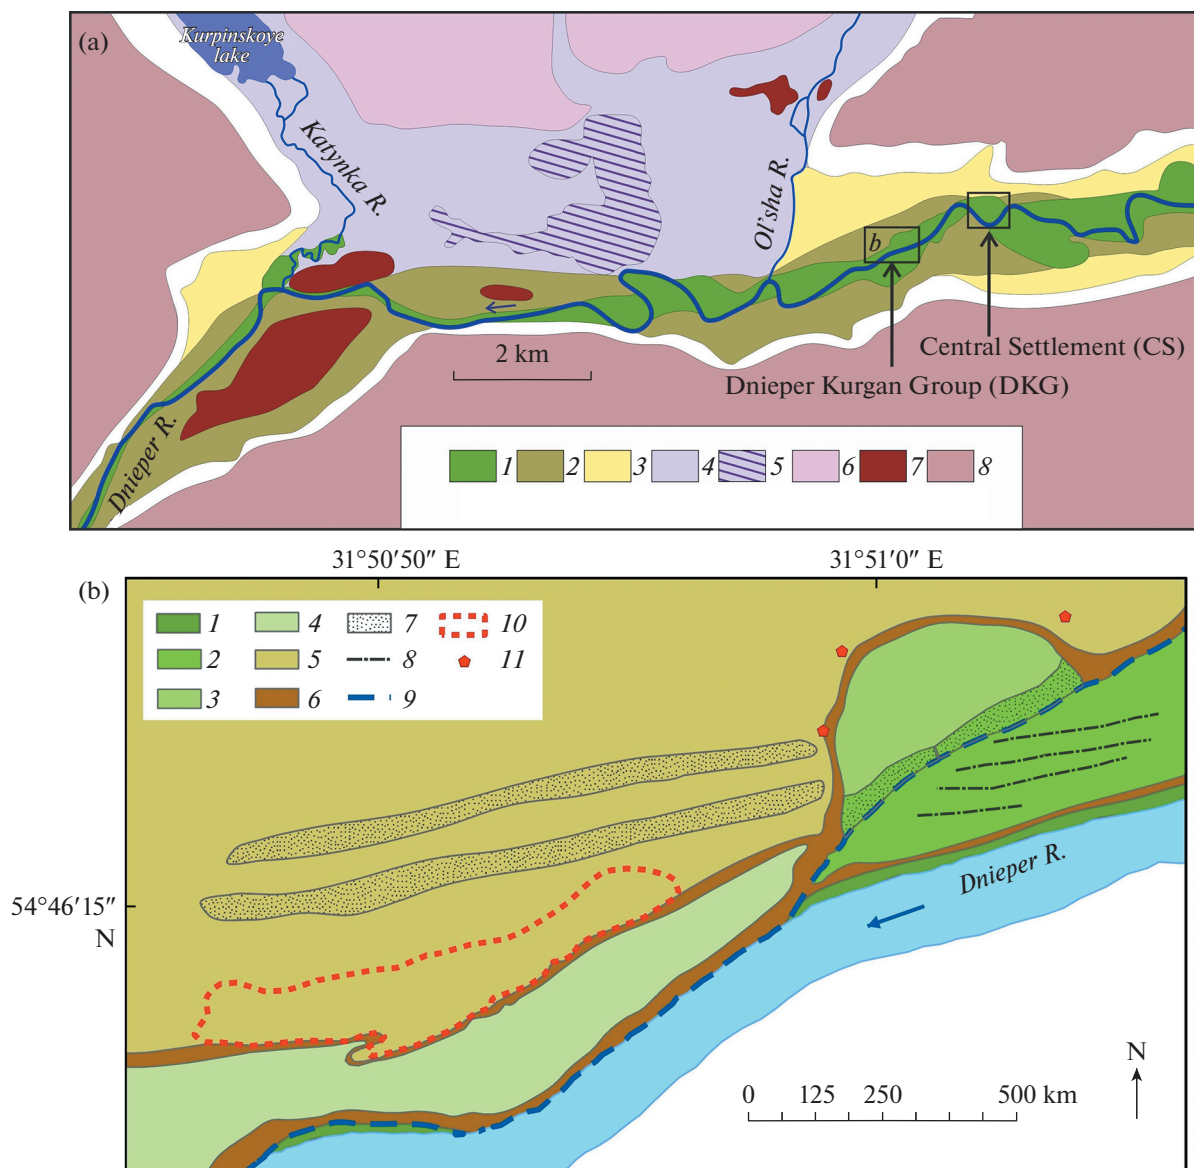 (a)
Kurpinskoye
lake
Katynka R.
Ol'sha R.
b
2 km
Central Settlement (CS)
Dnieper Kurgan Group (DKG)
Dnieper R.
1 2 3 4 5 6 7 8
31°50′50″ E 31°51′0″ E
(b)
1 4 7 10
2 5 8 11
3 6 9
Dnieper R.
54°46′15″
N
N
0 125 250 500 km